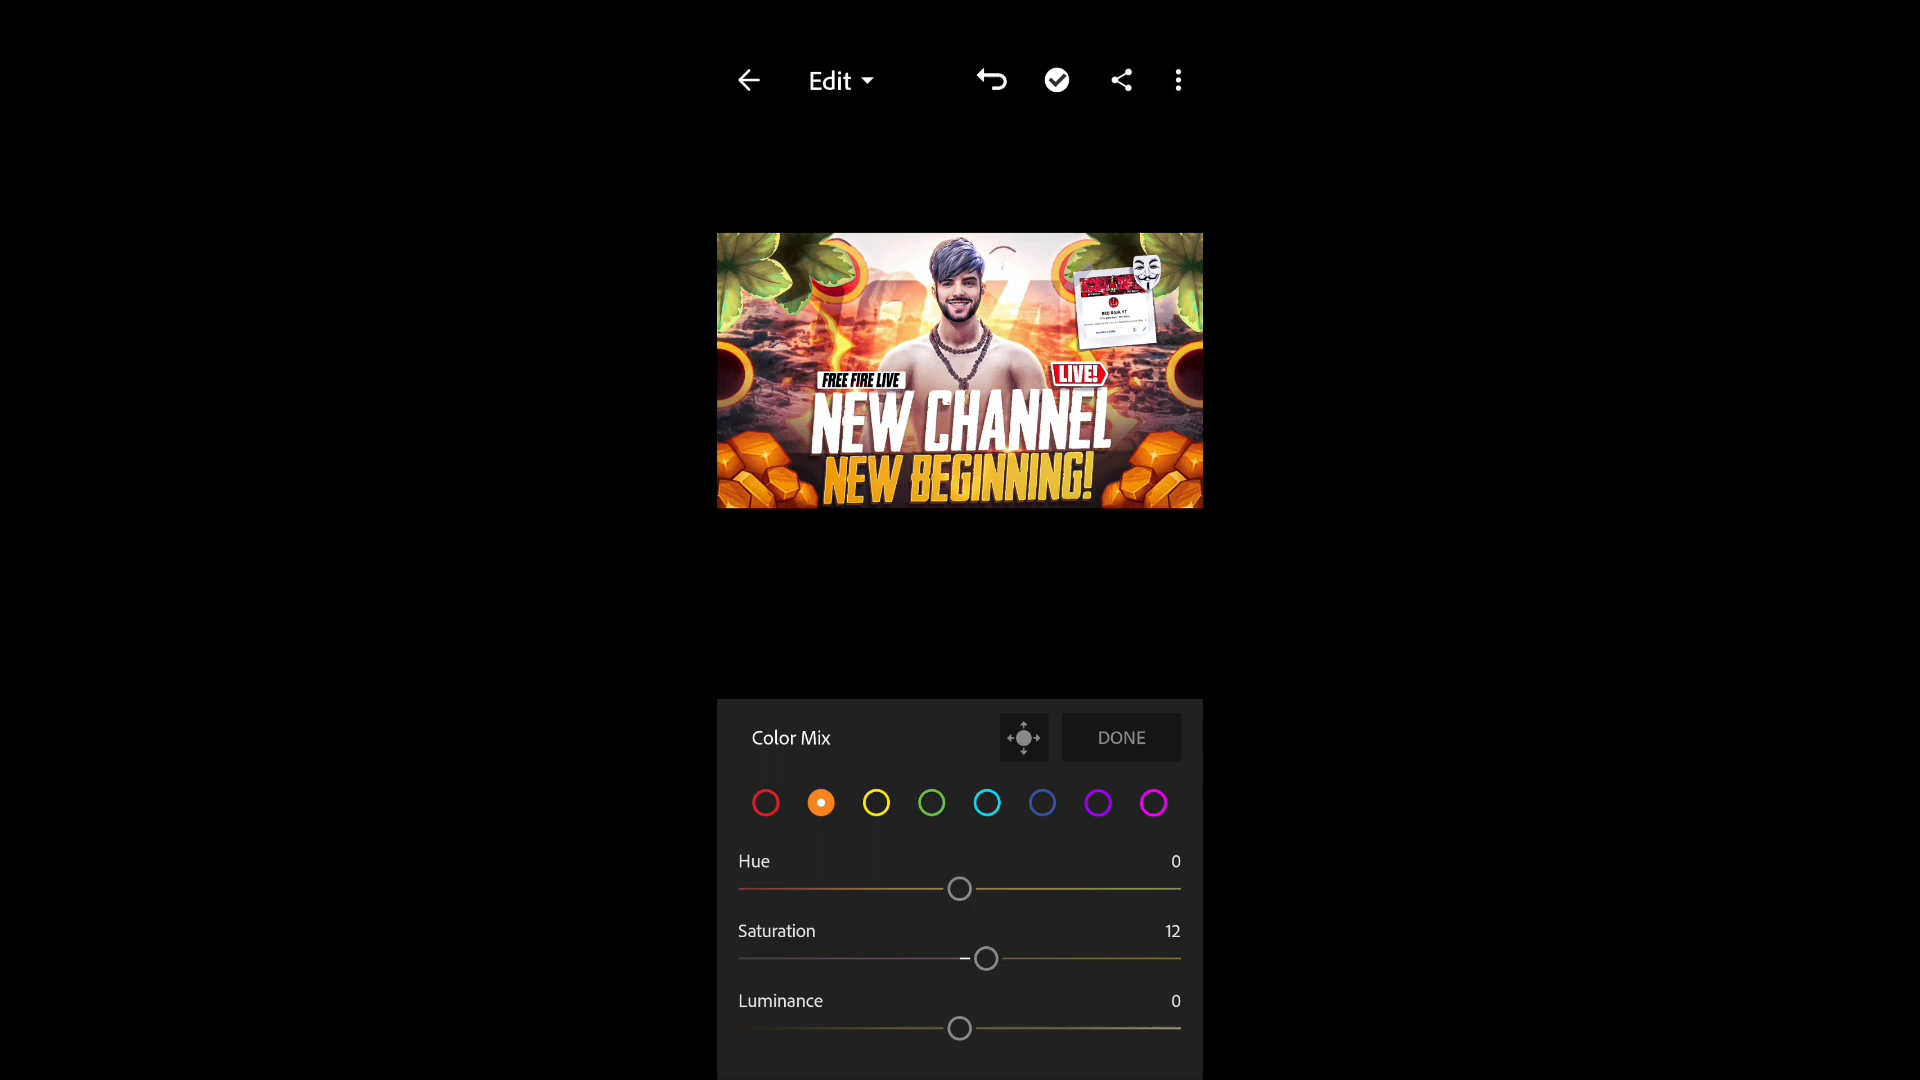 Edit
LIVE!
FREE FIRE LIVE
NEW CHANNEL
NEW BEGINNING!
Color Mix
DONE
Hue
0
Saturation
12
Luminance
0